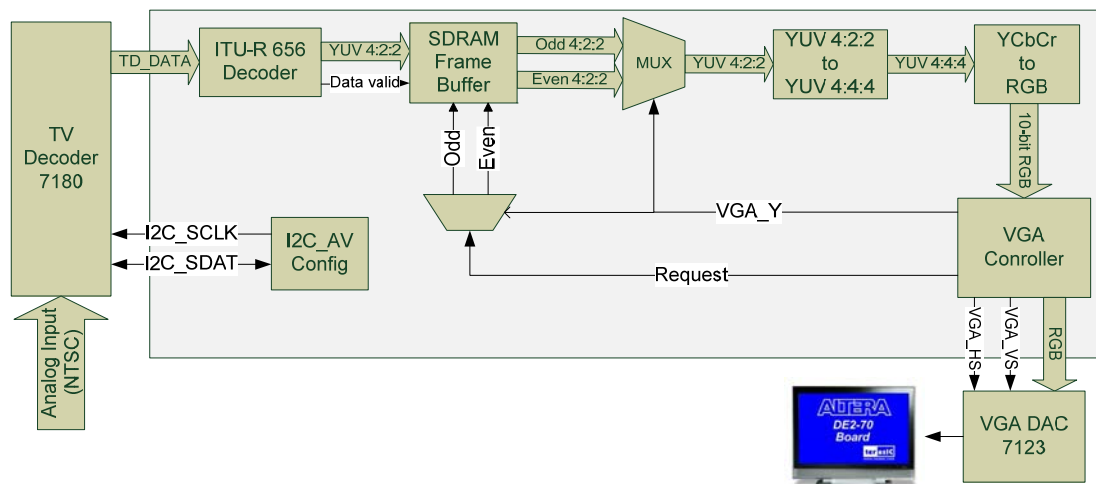 TV
Decoder
7180
TD_DATA
ITU-R 656
Decoder
YUV 4:2:2
Data valid
SDRAM
Frame
Buffer
Odd 4:2:2
Even 4:2:2
MUX
YUV 4:2:2
YUV 4:2:2
to
YUV 4:4:4
YUV 4:4:4
YCbCr
to
RGB
Odd
Even
10-bit RGB
I2C_SCLK
I2C_SDAT
I2C_AV
Config
VGA_Y
Request
VGA
Conroller
Analog Input
(NTSC)
VGA_HS
VGA_VS
RGB
ALTERA
DE2-70
Board
terasIC
VGA DAC
7123